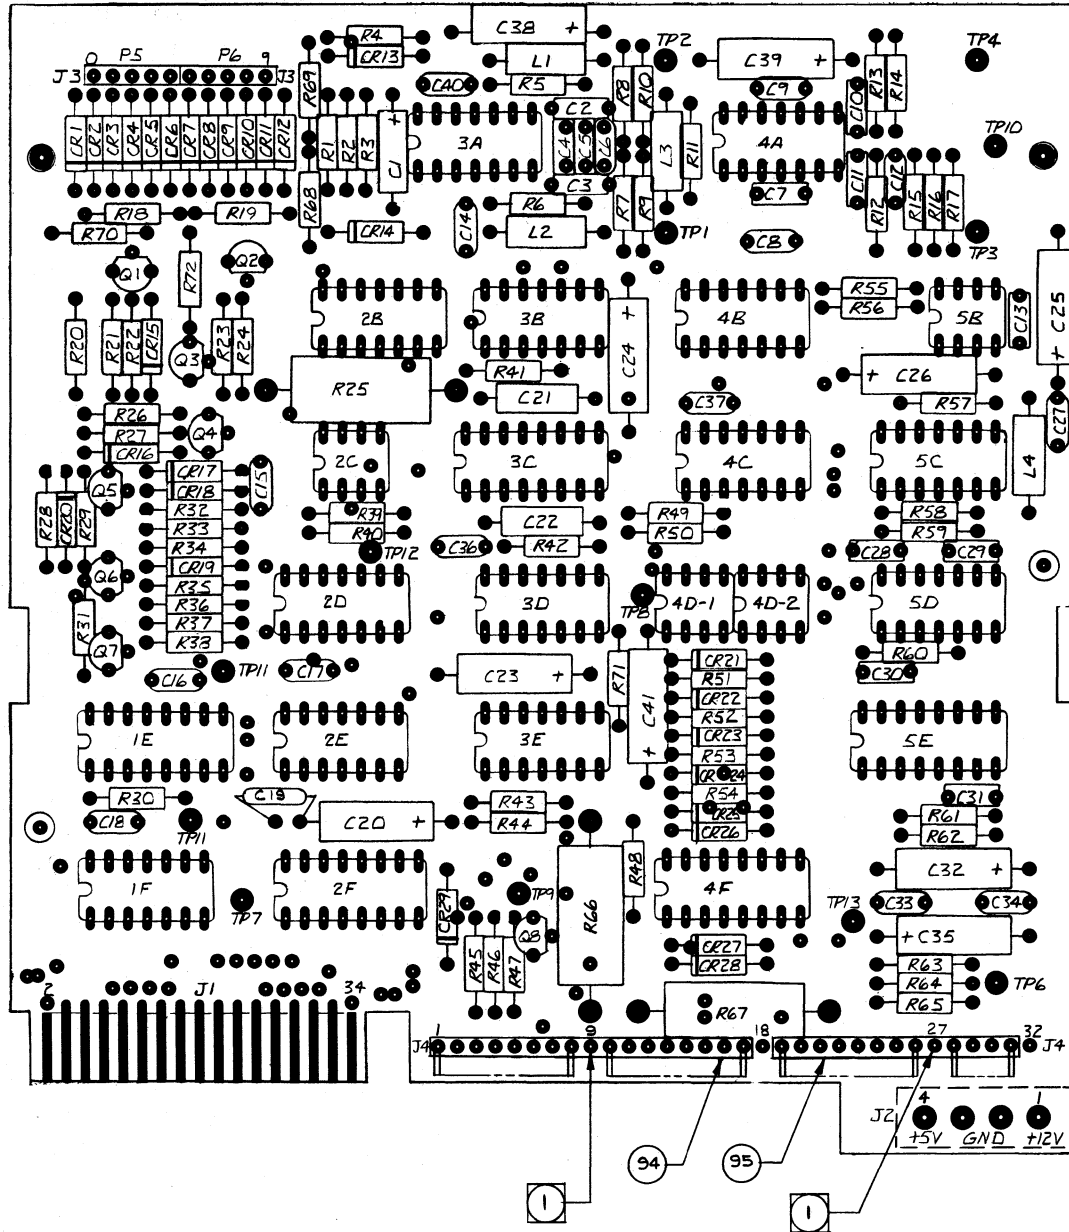 C38 +
R4
CR13
TP2
C39 +
TP4
0 P5 P6 9
J3 J3
R69
L1
R5
C40
R8
R10
C9
C10
R13
R14
CR1
CR2
CR3
CR4
CR5
CR6
CR7
CR8
CR9
CR10
CR11
CR12
R1
R2
R3
C1 +
3A
C2
C4
C5
C6
C3
L3
R11
4A
TP10
C11
R12
C12
R15
R16
R17
R68
R18
R19
R70
CR14
C14
R6
L2
R7
R9
TP1
C7
C8
TP3
Q1
R72
Q2
2B
3B
C24 +
4B
R55
R56
5B
C13
C25 +
R20
R21
R22
CR15
Q3
R23
R24
R25
R41
C21
C37
+ C26
R57
C27
R26
R27
CR16
Q4
2C
3C
4C
5C
L4
Q5
CR17
CR18
C15
R28
CR20
R29
R32
R33
R34
R39
R40
TP12
C22
C36
R42
R49
R50
R58
R59
C28
C29
CR19
Q6
R35
R36
R37
R38
R31
Q7
2D
3D
TP8
4D-1
4D-2
5D
R60
C30
C16
TP11
C17
C23 +
R71
C41 +
CR21
R51
CR22
R52
CR23
R53
CR24
R54
CR25
CR26
1E
2E
3E
5E
R30
C18
TP11
C19
C20 +
R43
R44
C31
R61
R62
1F
2F
TP7
CR29
TP9
R66
R48
4F
C32 +
C33
C34
TP13
+ C35
Q8
R45
R46
R47
CR27
CR28
R63
R64
R65
TP6
2 J1 34
R67
J4 1 18 27 32 J4
J2 4 1
+5V GND +12V
94
95
1
1